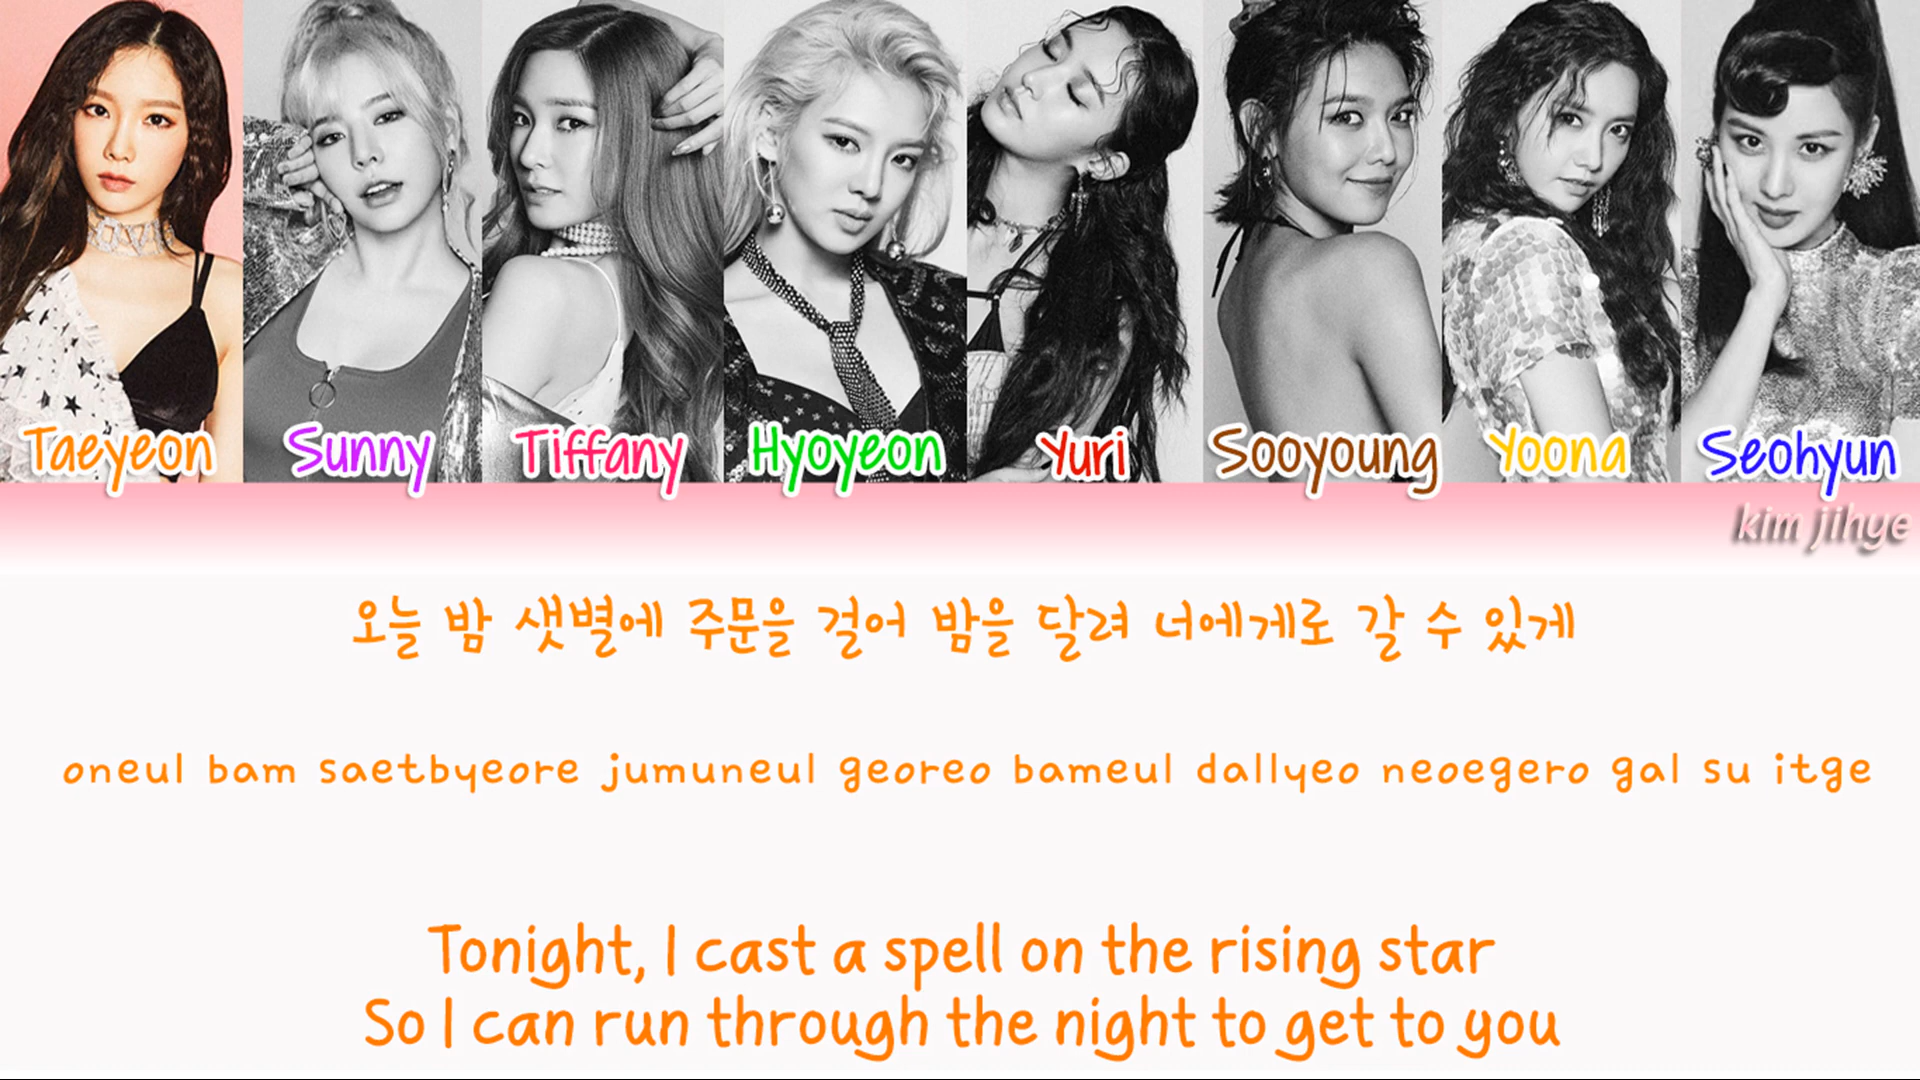 Taeyeon Sunny Tiffany Hyoyeon Yuri Sooyoung Yoona Seohyun
kim jihye
오늘 밤 샛별에 주문을 걸어 밤을 달려 너에게로 갈 수 있게
oneul bam saetbyeore jumuneul georeo bameul dallyeo neoegero gal su itge
Tonight, I cast a spell on the rising star
So I can run through the night to get to you